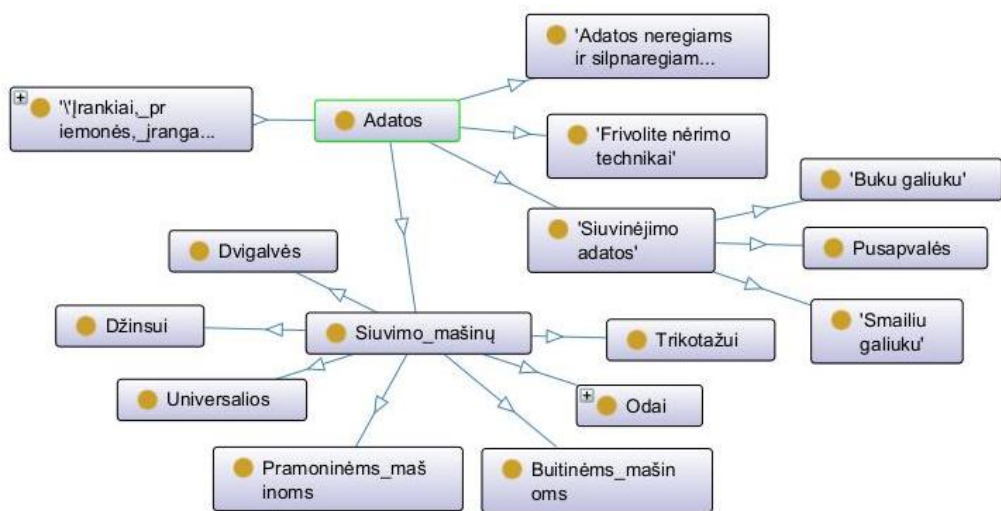 'Adatos neregiams
ir silpnaregiam...
'\'Įrankiai,_pr
iemonės,_įranga...
Adatos
'Frivolite nėrimo
technikai'
'Buku galiuku'
'Siuvinėjimo
adatos'
Pusapvalės
Dvigalvės
'Smailiu
galiuku'
Džinsui
Siuvimo_mašinų
Trikotažui
Universalios
Odai
Pramoninėms_maš
inoms
Buitinėms_mašin
oms